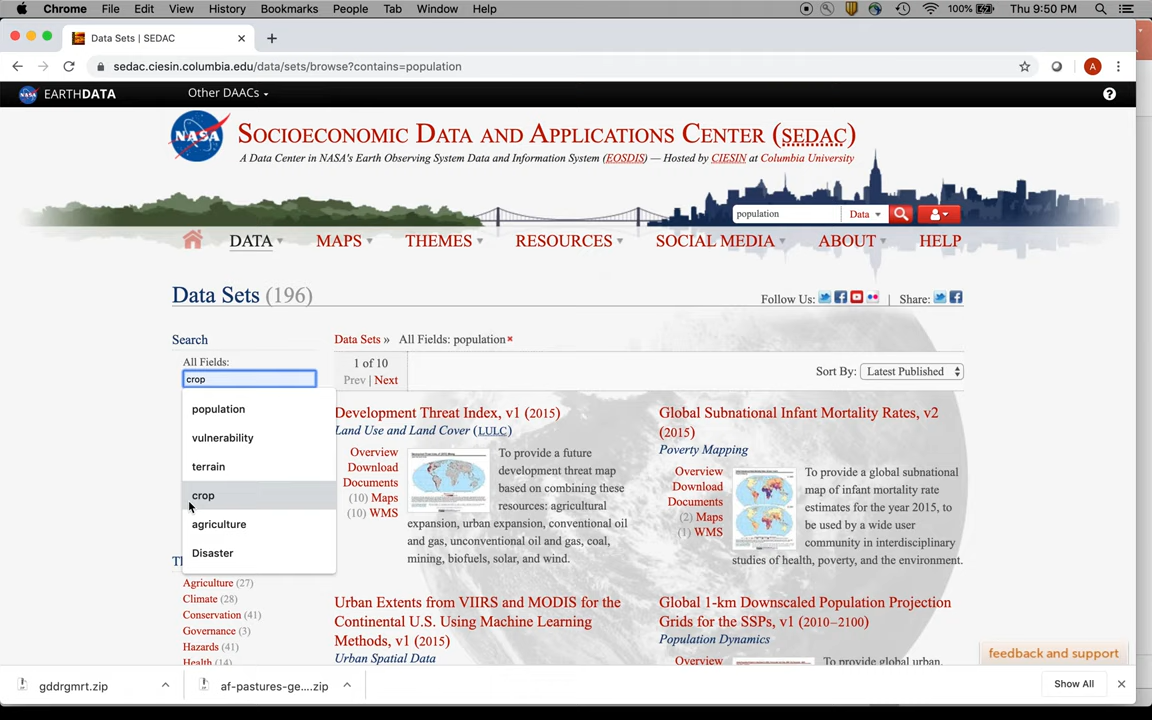 Chrome File Edit View History Bookmarks People Tab Window Help 100% Thu 9:50 PM
Data Sets | SEDAC
sedac.ciesin.columbia.edu/data/sets/browse?contains=population A
NASA EARTHDATA Other DAACs ?
NASA SOCIOECONOMIC DATA AND APPLICATIONS CENTER (SEDAC)
A Data Center in NASA's Earth Observing System Data and Information System (EOSDIS) — Hosted by CIESIN at Columbia University
population Data
DATA MAPS THEMES RESOURCES SOCIAL MEDIA ABOUT HELP
Data Sets (196)
Follow Us: | Share:
Search
All Fields:
crop
population
vulnerability
terrain
crop
agriculture
Disaster
Agriculture (27)
Climate (28)
Conservation (41)
Governance (3)
Hazards (41)
Health (14)
Data Sets » All Fields: population
1 of 10
Prev | Next
Sort By: Latest Published
Development Threat Index, v1 (2015)
Land Use and Land Cover (LULC)
Overview
Download
Documents
(10) Maps
(10) WMS
To provide a future
development threat map
based on combining these
resources: agricultural
expansion, urban expansion, conventional oil
and gas, unconventional oil and gas, coal,
mining, biofuels, solar, and wind.
Global Subnational Infant Mortality Rates, v2
(2015)
Poverty Mapping
Overview
Download
Documents
(2) Maps
(1) WMS
To provide a global subnational
map of infant mortality rate
estimates for the year 2015, to
be used by a wide user
community in interdisciplinary
studies of health, poverty, and the environment.
Urban Extents from VIIRS and MODIS for the
Continental U.S. Using Machine Learning
Methods, v1 (2015)
Urban Spatial Data
Global 1-km Downscaled Population Projection
Grids for the SSPs, v1 (2010–2100)
Population Dynamics
Overview
To provide global urban,
feedback and support
gddrgmrt.zip af-pastures-ge....zip Show All